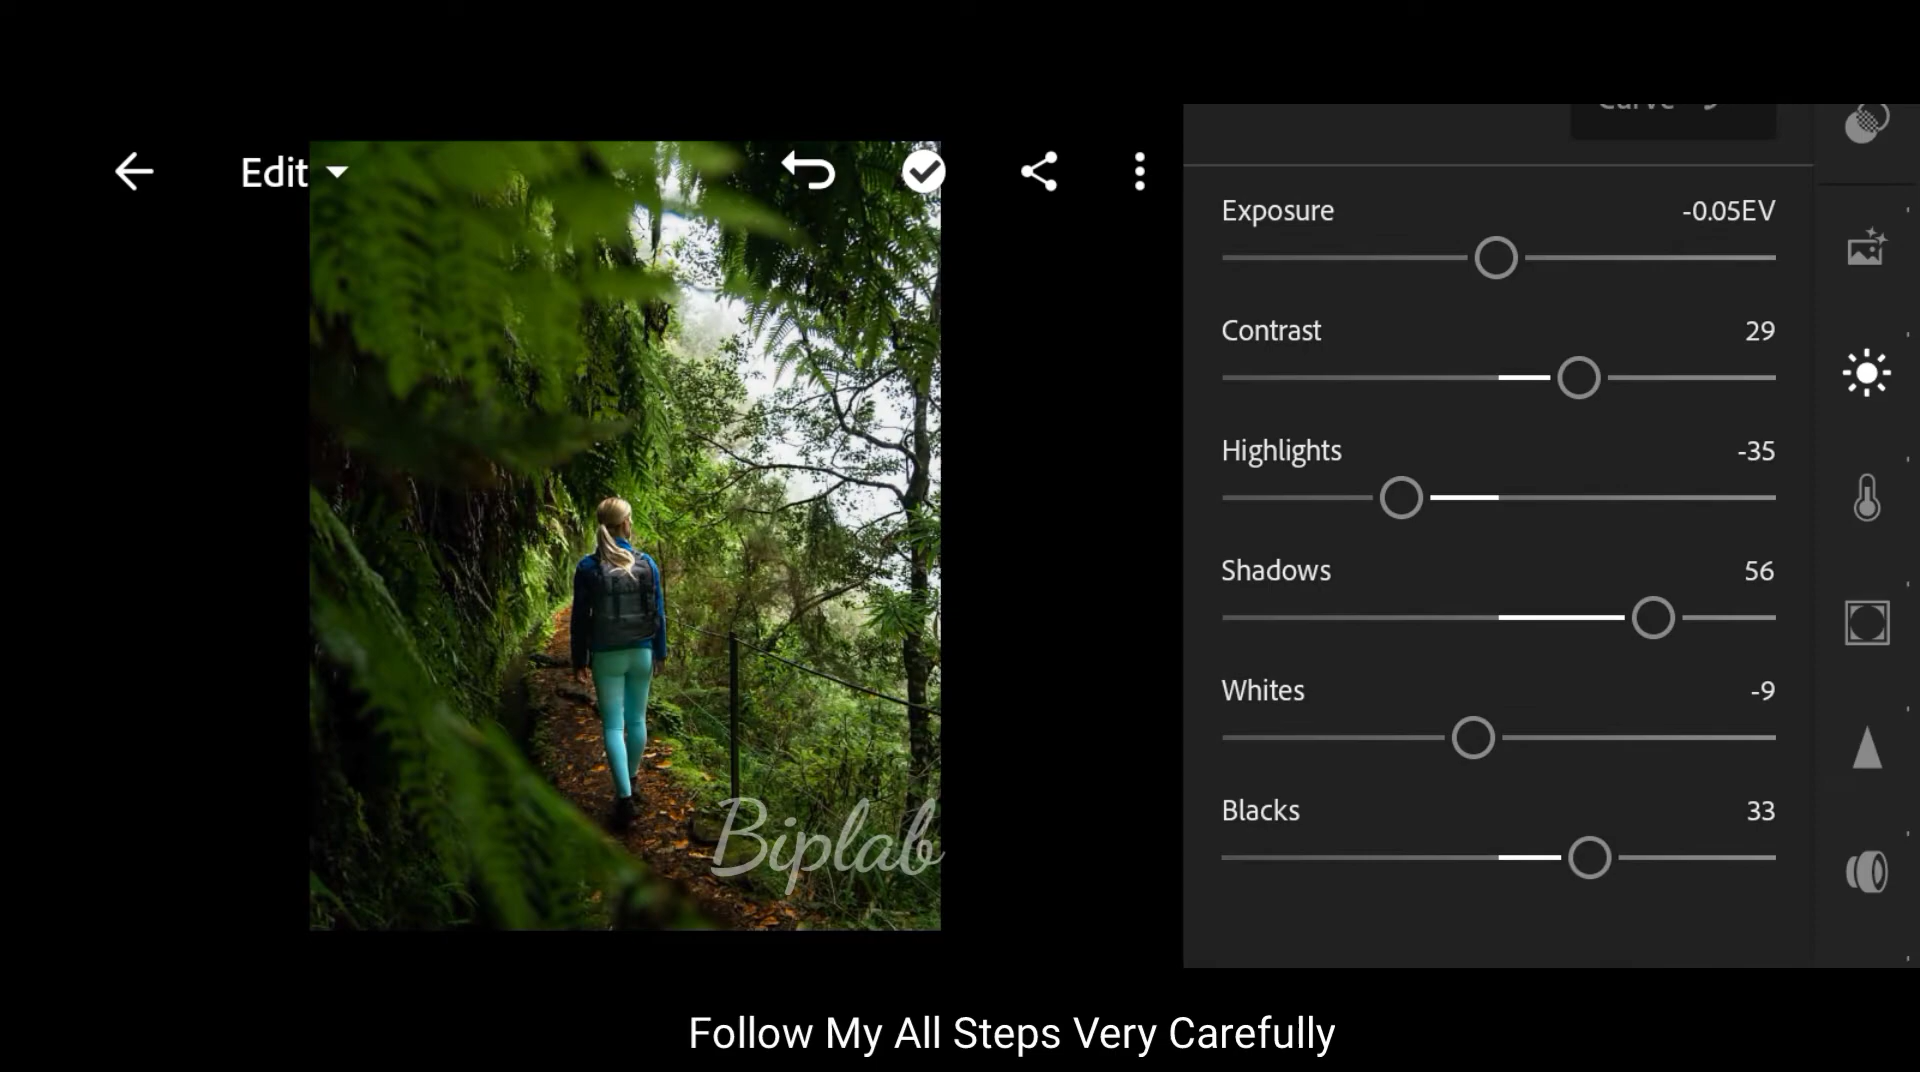 Edit
Curve
Exposure -0.05EV
Contrast 29
Highlights -35
Shadows 56
Whites -9
Blacks 33
Biplab
Follow My All Steps Very Carefully